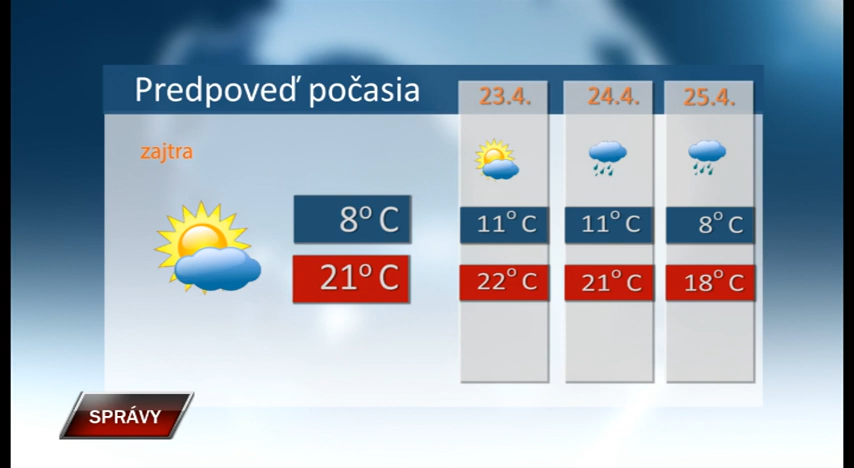 Predpoveď počasia
zajtra
8°C
21°C
23.4. 24.4. 25.4.
11°C 11°C 8°C
22°C 21°C 18°C
SPRÁVY